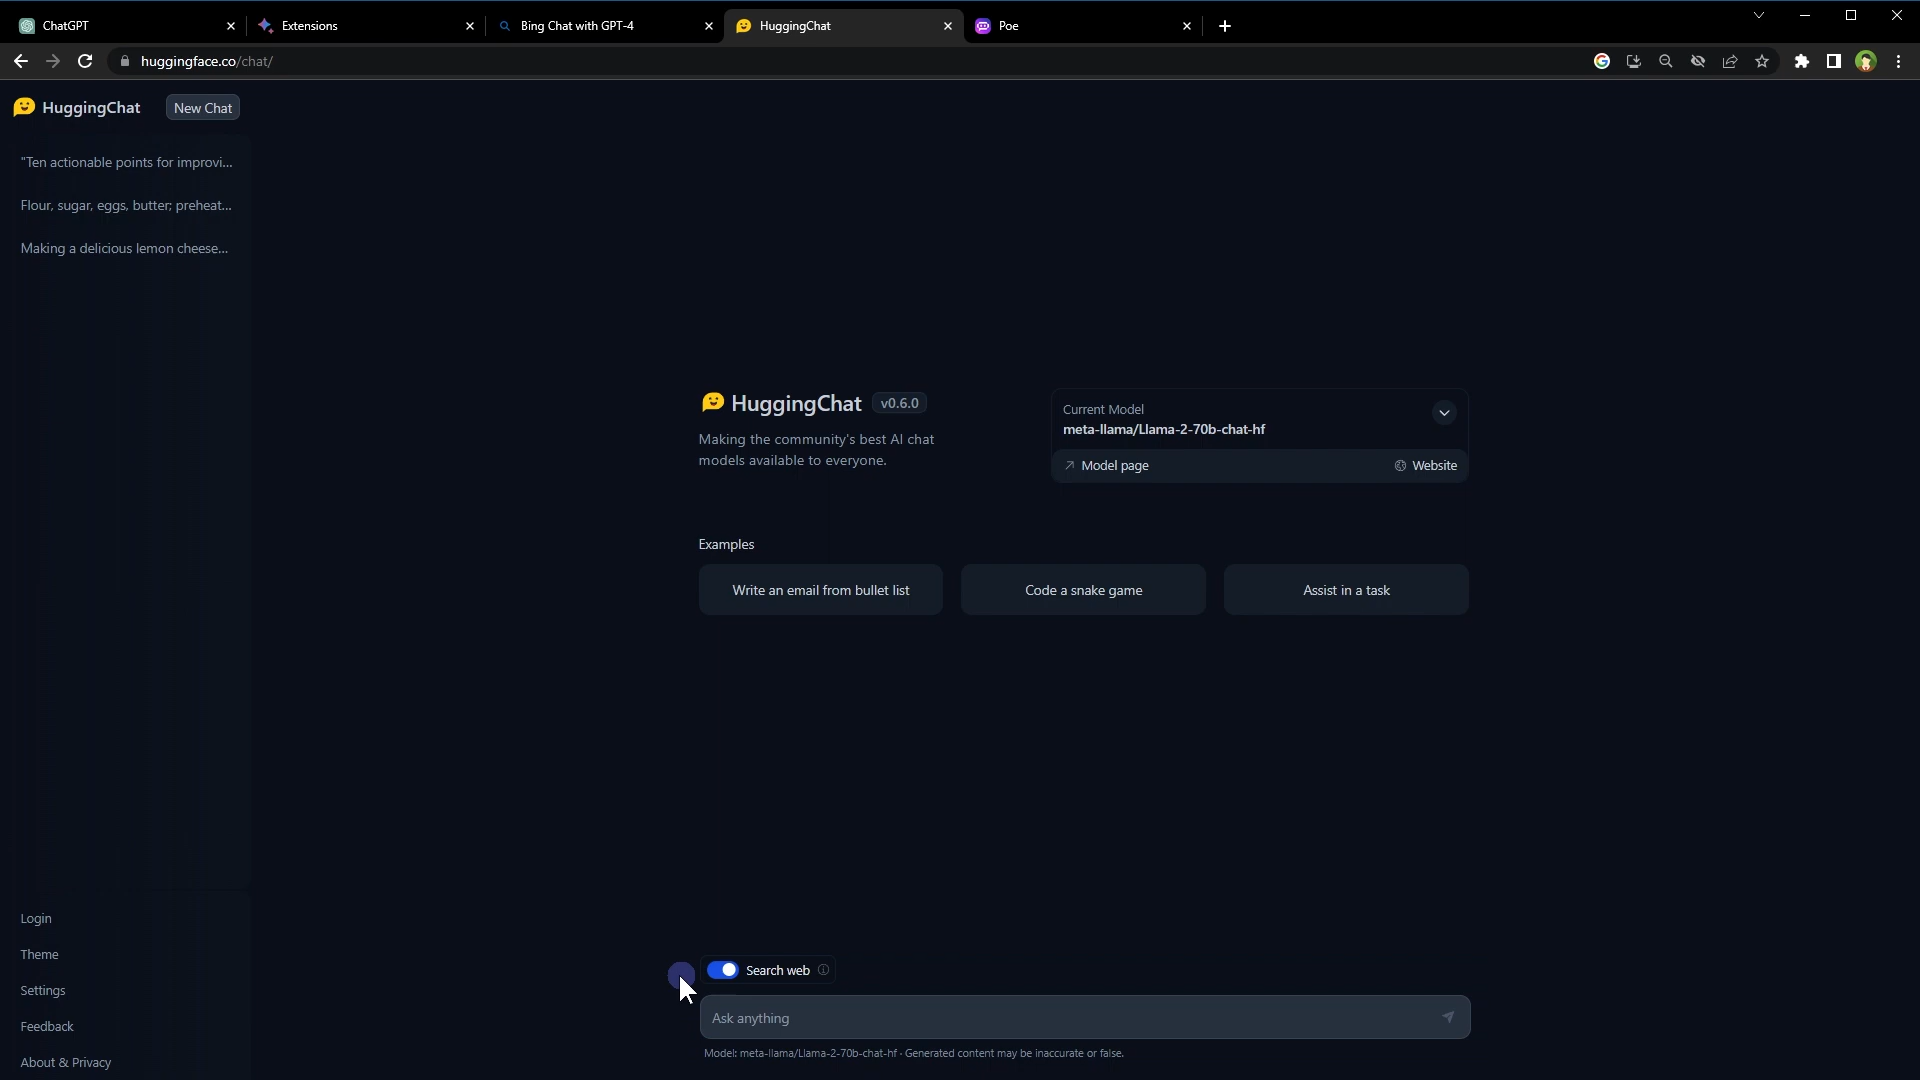 ChatGPT
Extensions
Bing Chat with GPT-4
HuggingChat
Poe
huggingface.co/chat/
HuggingChat
New Chat
"Ten actionable points for improvi...
Flour, sugar, eggs, butter; preheat...
Making a delicious lemon cheese...
HuggingChat v0.6.0
Making the community's best AI chat
models available to everyone.
Current Model
meta-llama/Llama-2-70b-chat-hf
Model page
Website
Examples
Write an email from bullet list
Code a snake game
Assist in a task
Login
Theme
Settings
Feedback
About & Privacy
Search web
Ask anything
Model: meta-llama/Llama-2-70b-chat-hf · Generated content may be inaccurate or false.